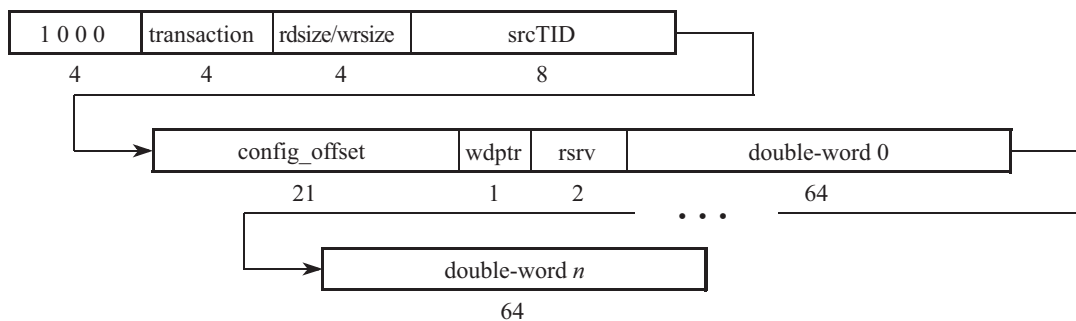 1 0 0 0 transaction rdsize/wrsize srcTID
4 4 4 8
config_offset wdptr rsrv double-word 0
21 1 2 64
. . .
double-word n
64